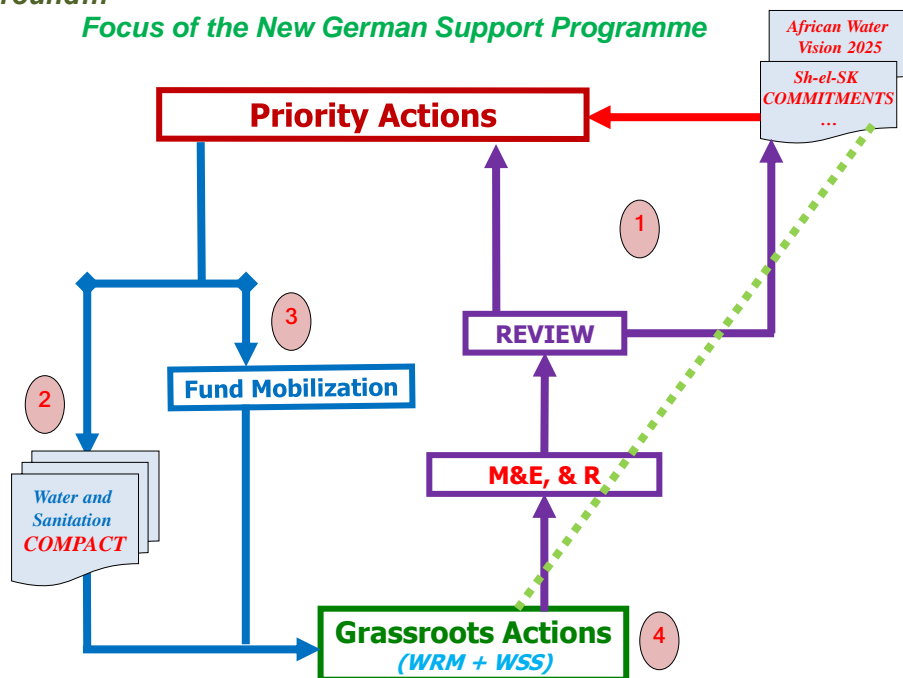 Focus of the New German Support Programme
African Water
Vision 2025
Sh-el-SK
COMMITMENTS
...
Priority Actions
1
REVIEW
3
Fund Mobilization
2
M&E, & R
Water and
Sanitation
COMPACT
Grassroots Actions
(WRM + WSS)
4